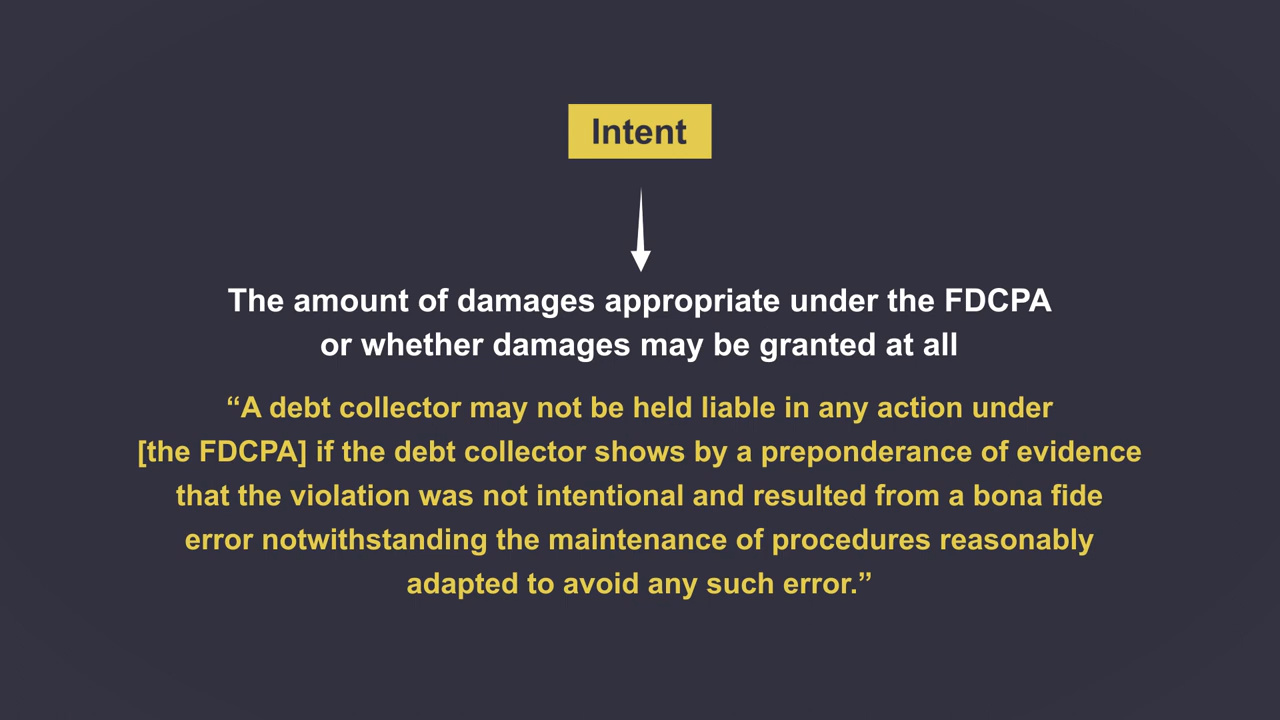 Intent
The amount of damages appropriate under the FDCPA
or whether damages may be granted at all
“A debt collector may not be held liable in any action under
[the FDCPA] if the debt collector shows by a preponderance of evidence
that the violation was not intentional and resulted from a bona fide
error notwithstanding the maintenance of procedures reasonably
adapted to avoid any such error.”